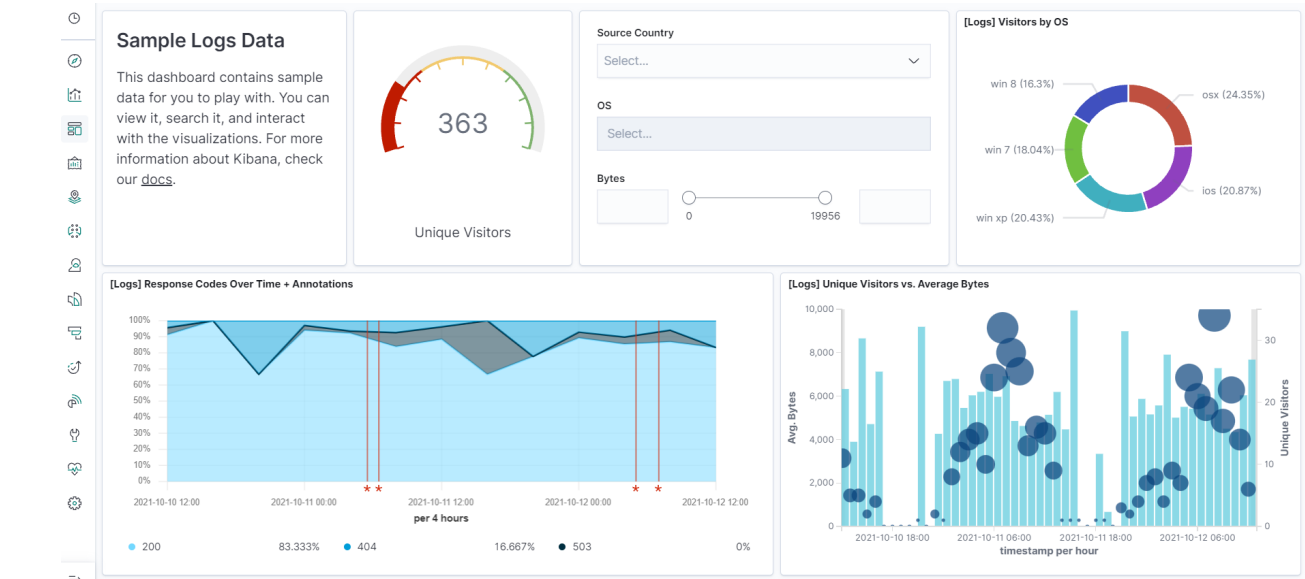 Sample Logs Data
This dashboard contains sample
data for you to play with. You can
view it, search it, and interact
with the visualizations. For more
information about Kibana, check
our docs.
363
Unique Visitors
Source Country
Select...
OS
Select...
Bytes
0
19956
[Logs] Visitors by OS
win 8 (16.3%)
osx (24.35%)
win 7 (18.04%)
ios (20.87%)
win xp (20.43%)
[Logs] Response Codes Over Time + Annotations
100%
90%
80%
70%
60%
50%
40%
30%
20%
10%
0%
2021-10-10 12:00
2021-10-11 00:00
2021-10-11 12:00
2021-10-12 00:00
2021-10-12 12:00
per 4 hours
200
83.333%
404
16.667%
503
0%
[Logs] Unique Visitors vs. Average Bytes
10,000
8,000
6,000
4,000
2,000
0
Avg. Bytes
30
20
10
0
Unique Visitors
2021-10-10 18:00
2021-10-11 06:00
2021-10-11 18:00
2021-10-12 06:00
timestamp per hour